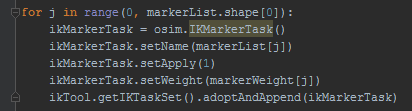 for j in range(0, markerList.shape[0]):
    ikMarkerTask = osim.IKMarkerTask()
    ikMarkerTask.setName(markerList[j])
    ikMarkerTask.setApply(1)
    ikMarkerTask.setWeight(markerWeight[j])
    ikTool.getIKTaskSet().adoptAndAppend(ikMarkerTask)